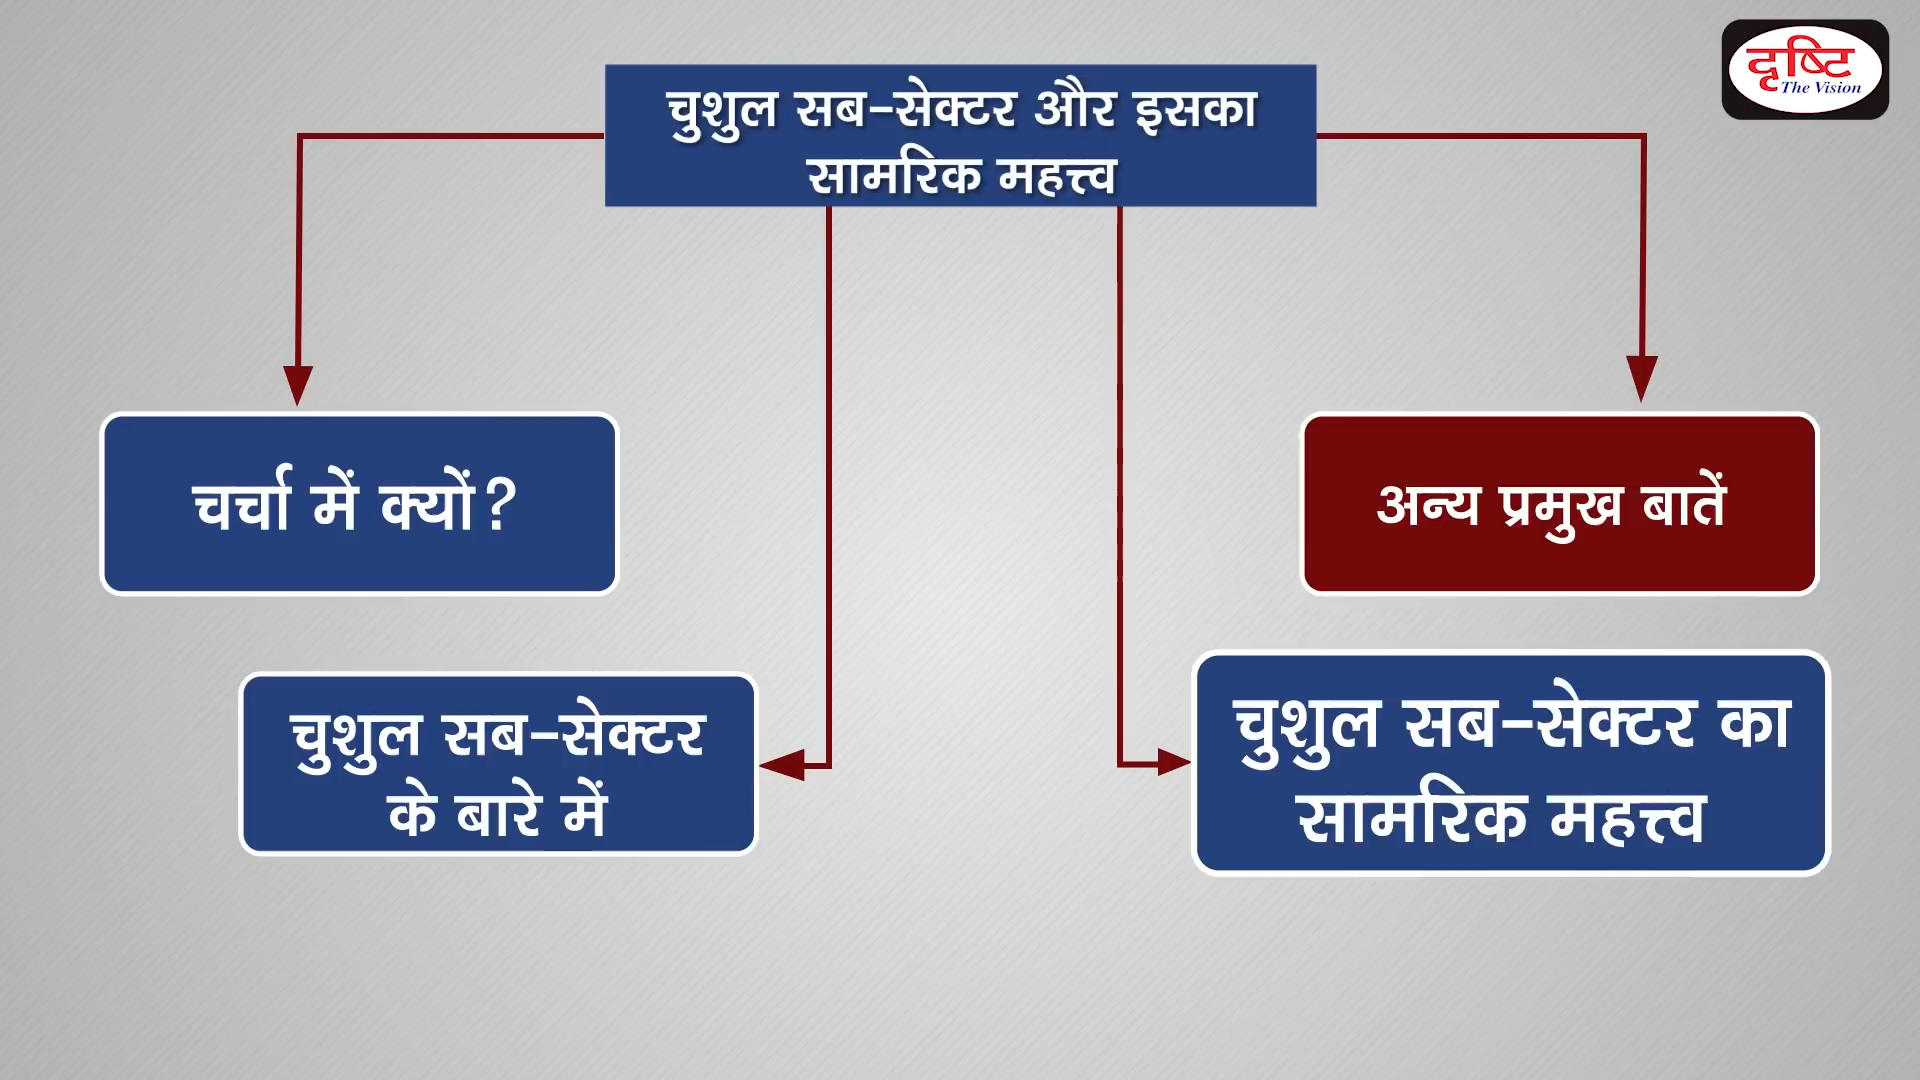 दृष्टि
The Vision
चुशुल सब-सेक्टर और इसका
सामरिक महत्त्व
चर्चा में क्यों?
अन्य प्रमुख बातें
चुशुल सब-सेक्टर
के बारे में
चुशुल सब-सेक्टर का
सामरिक महत्त्व